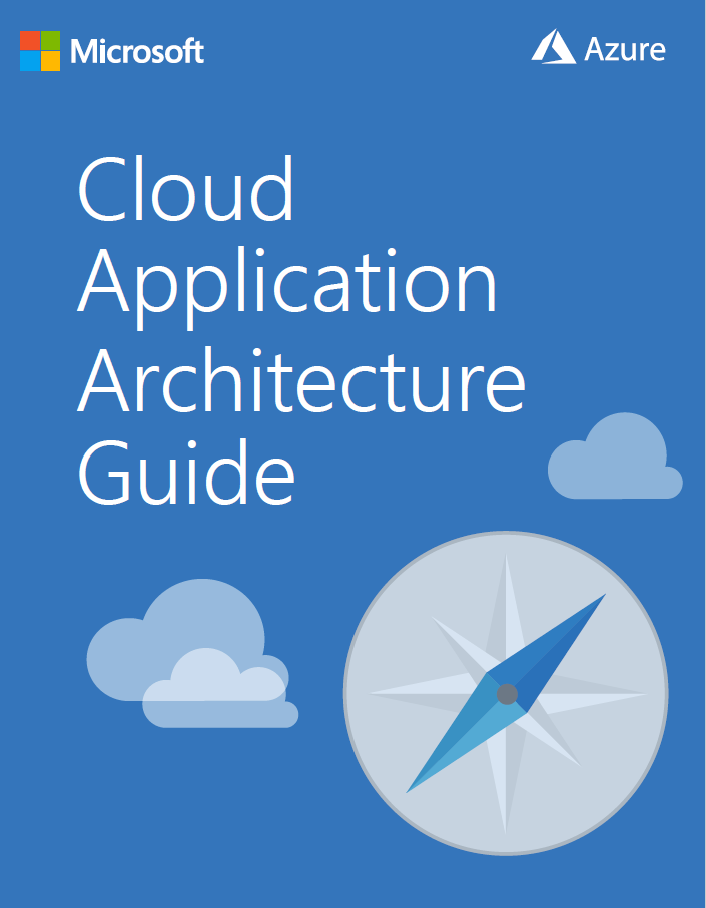 Microsoft
Azure
Cloud
Application
Architecture
Guide